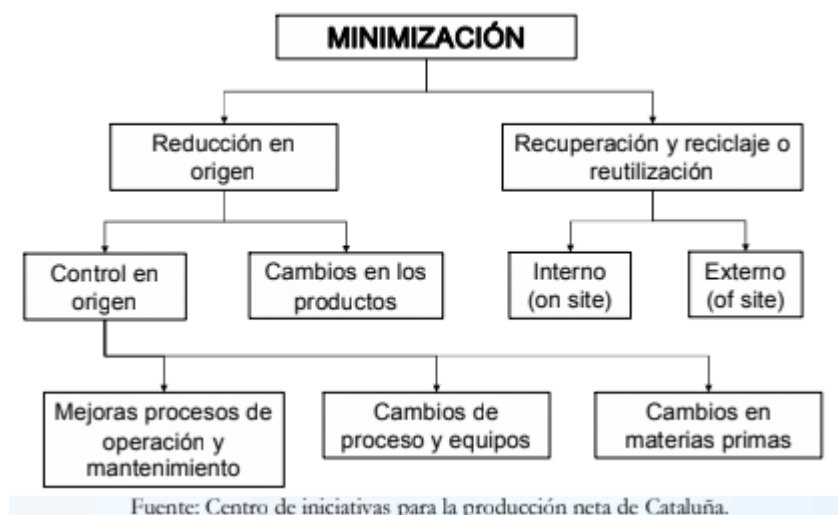 MINIMIZACIÓN
Reducción en
origen
Recuperación y reciclaje o
reutilización
Control en
origen
Cambios en los
productos
Interno
(on site)
Externo
(of site)
Mejoras procesos de
operación y
mantenimiento
Cambios de
proceso y equipos
Cambios en
materias primas
Fuente: Centro de iniciativas para la producción neta de Cataluña.